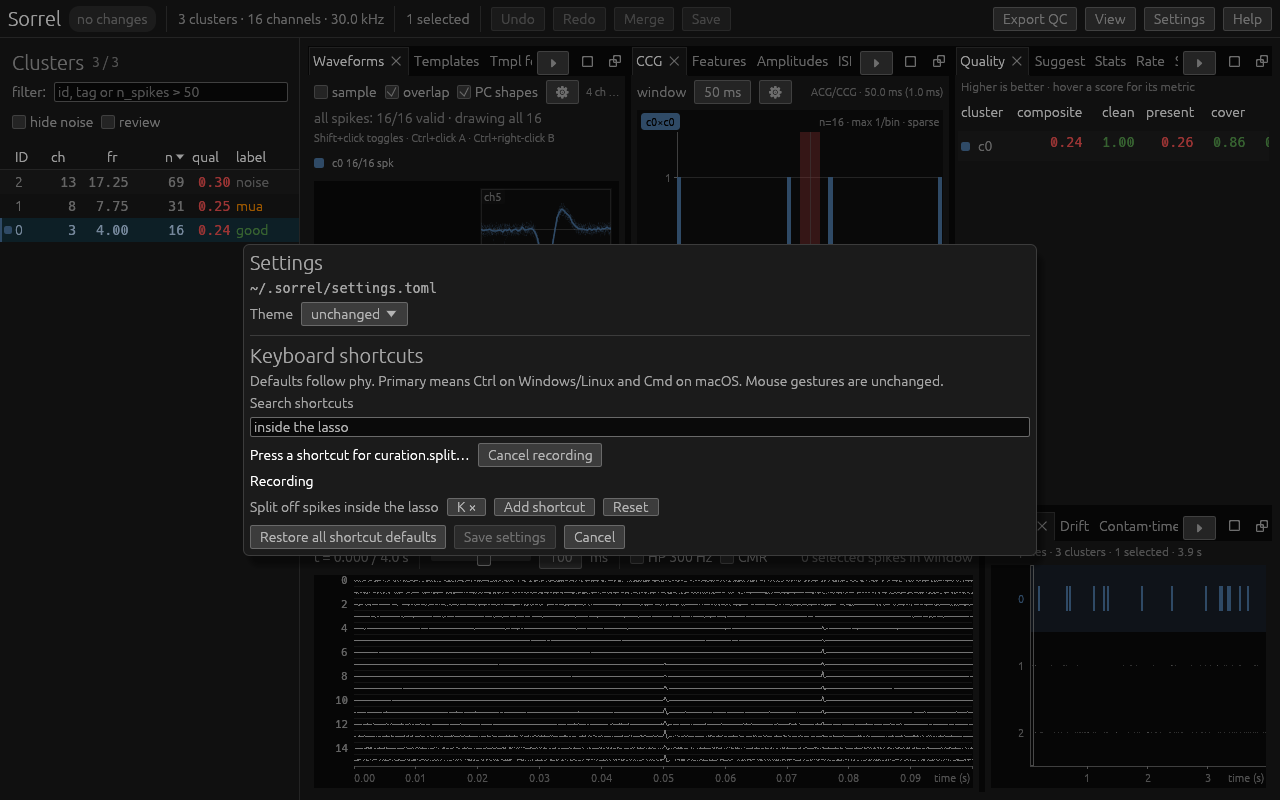 Sorrel no changes 3 clusters · 16 channels · 30.0 kHz 1 selected Undo Redo Merge Save Export QC View Settings Help
Clusters 3 / 3
filter: id, tag or n_spikes > 50
hide noise review
ID ch fr n qual label
2 13 17.25 69 0.30 noise
1 8 7.75 31 0.25 mua
0 3 4.00 16 0.24 good
Waveforms Templates Tmpl
sample overlap PC shapes 4 ch ...
all spikes: 16/16 valid · drawing all 16
Shift+click toggles · Ctrl+click A · Ctrl+right-click B
c0 16/16 spk
ch5
CCG Features Amplitudes ISI
window 50 ms ACG/CCG · 50.0 ms (1.0 ms)
c0×c0 n=16 · max 1/bin · sparse
1
Quality Suggest Stats Rate
Higher is better · hover a score for its metric
cluster composite clean present cover
c0 0.24 1.00 0.26 0.86
Settings
~/.sorrel/settings.toml
Theme unchanged
Keyboard shortcuts
Defaults follow phy. Primary means Ctrl on Windows/Linux and Cmd on macOS. Mouse gestures are unchanged.
Search shortcuts
inside the lasso
Press a shortcut for curation.split… Cancel recording
Recording
Split off spikes inside the lasso K × Add shortcut Reset
Restore all shortcut defaults Save settings Cancel
t = 0.000 / 4.0 s 100 ms HP 300 Hz CMR 0 selected spikes in window
0
2
4
6
8
10
12
14
0.00 0.01 0.02 0.03 0.04 0.05 0.06 0.07 0.08 0.09 time (s)
Drift Contam·time
· 3 clusters · 1 selected · 3.9 s
0
1
2
1 2 3 time (s)